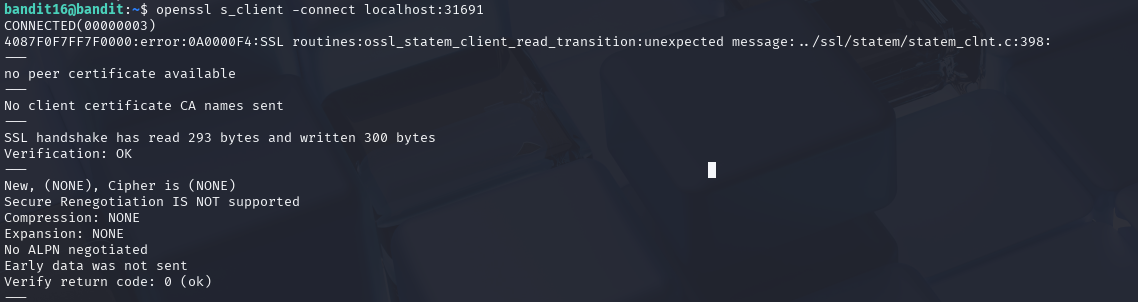 bandit16@bandit:~$ openssl s_client -connect localhost:31691
CONNECTED(00000003)
4087F0F7FF7F0000:error:0A0000F4:SSL routines:ossl_statem_client_read_transition:unexpected message:../ssl/statem/statem_clnt.c:398:
---
no peer certificate available
---
No client certificate CA names sent
---
SSL handshake has read 293 bytes and written 300 bytes
Verification: OK
---
New, (NONE), Cipher is (NONE)
Secure Renegotiation IS NOT supported
Compression: NONE
Expansion: NONE
No ALPN negotiated
Early data was not sent
Verify return code: 0 (ok)
---